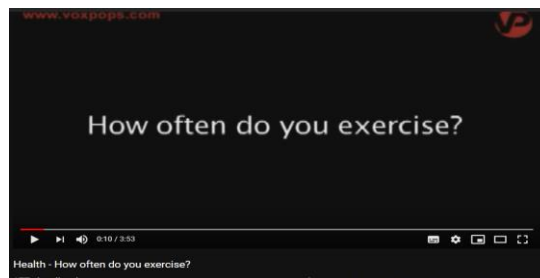 www.voxpops.com
VP
How often do you exercise?
0:10 / 3:53
Health - How often do you exercise?